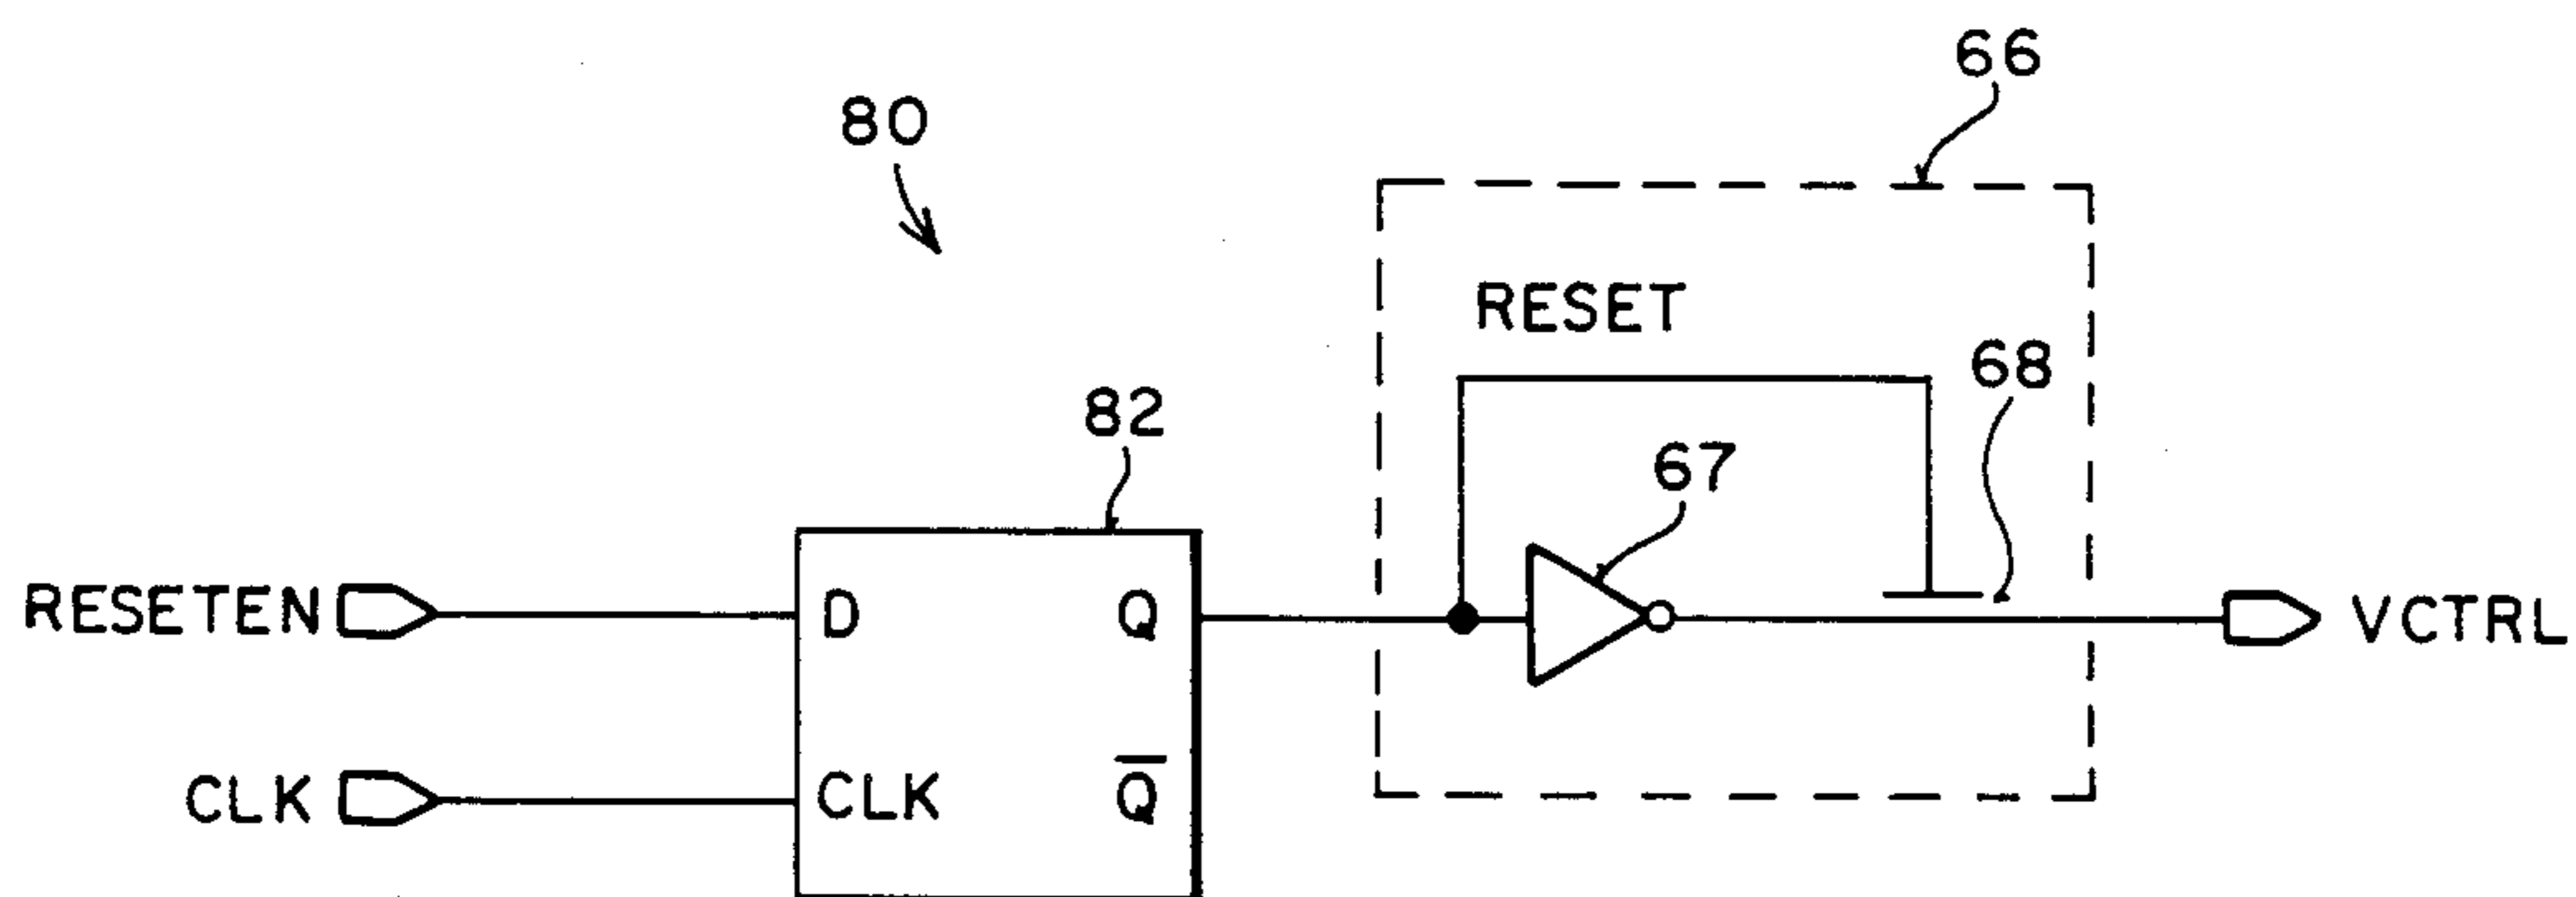 66
80
RESET
68
82
67
RESETEN
D
Q
VCTRL
CLK
CLK
Q̅